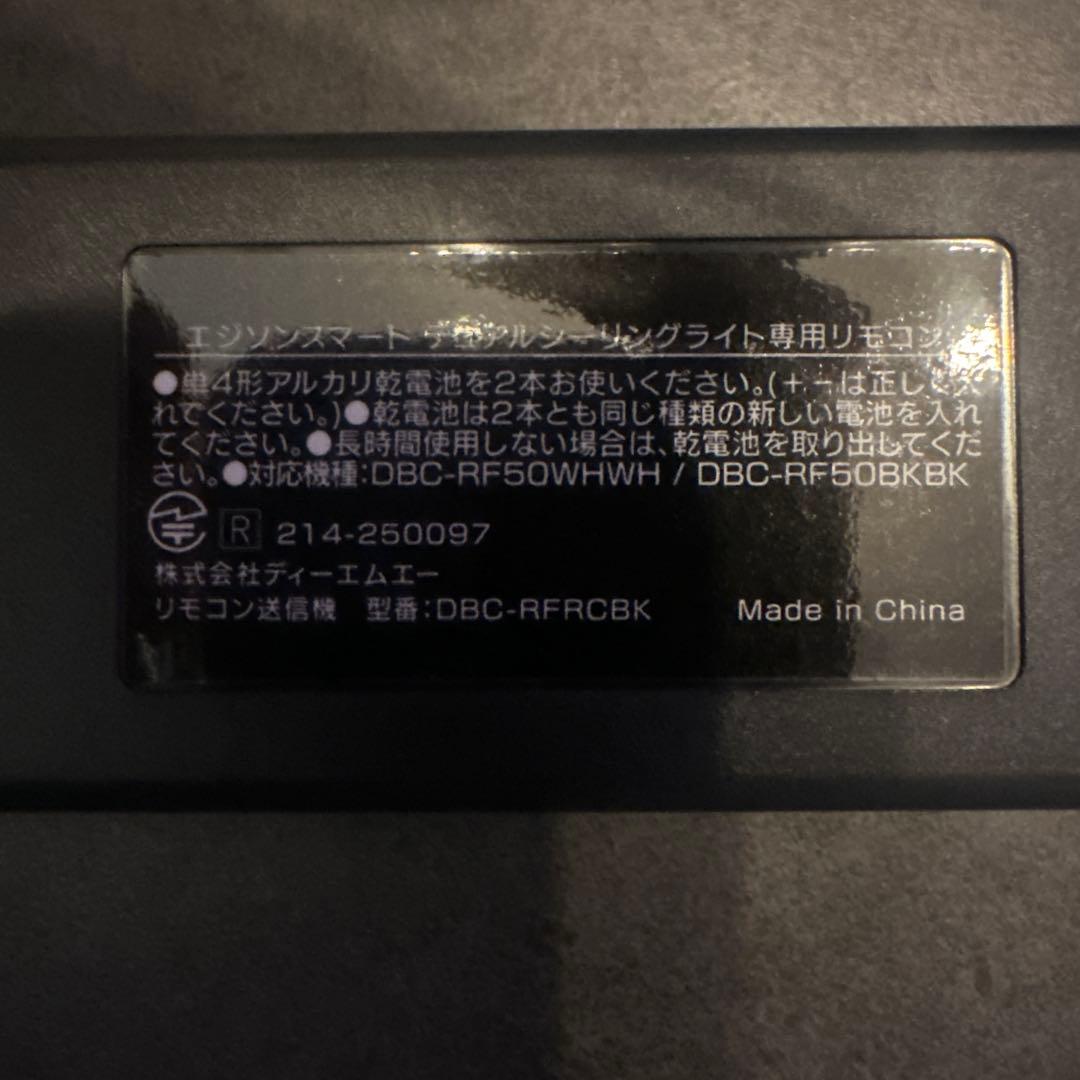 エジソンスマート デュアルシーリングライト専用リモコン
●単4形アルカリ乾電池を2本お使いください。(＋－は正しく入
れてください。)●乾電池は2本とも同じ種類の新しい電池を入れ
てください。●長時間使用しない場合は、乾電池を取り出してくだ
さい。●対応機種:DBC-RF50WHWH / DBC-RF50BKBK
R 214-250097
株式会社ディーエムエー
リモコン送信機 型番:DBC-RFRCBK Made in China